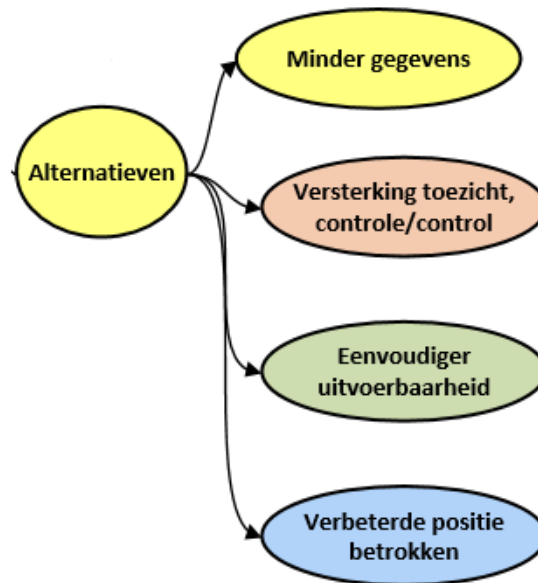 Minder gegevens
Alternatieven
Versterking toezicht,
controle/control
Eenvoudiger
uitvoerbaarheid
Verbeterde positie
betrokken